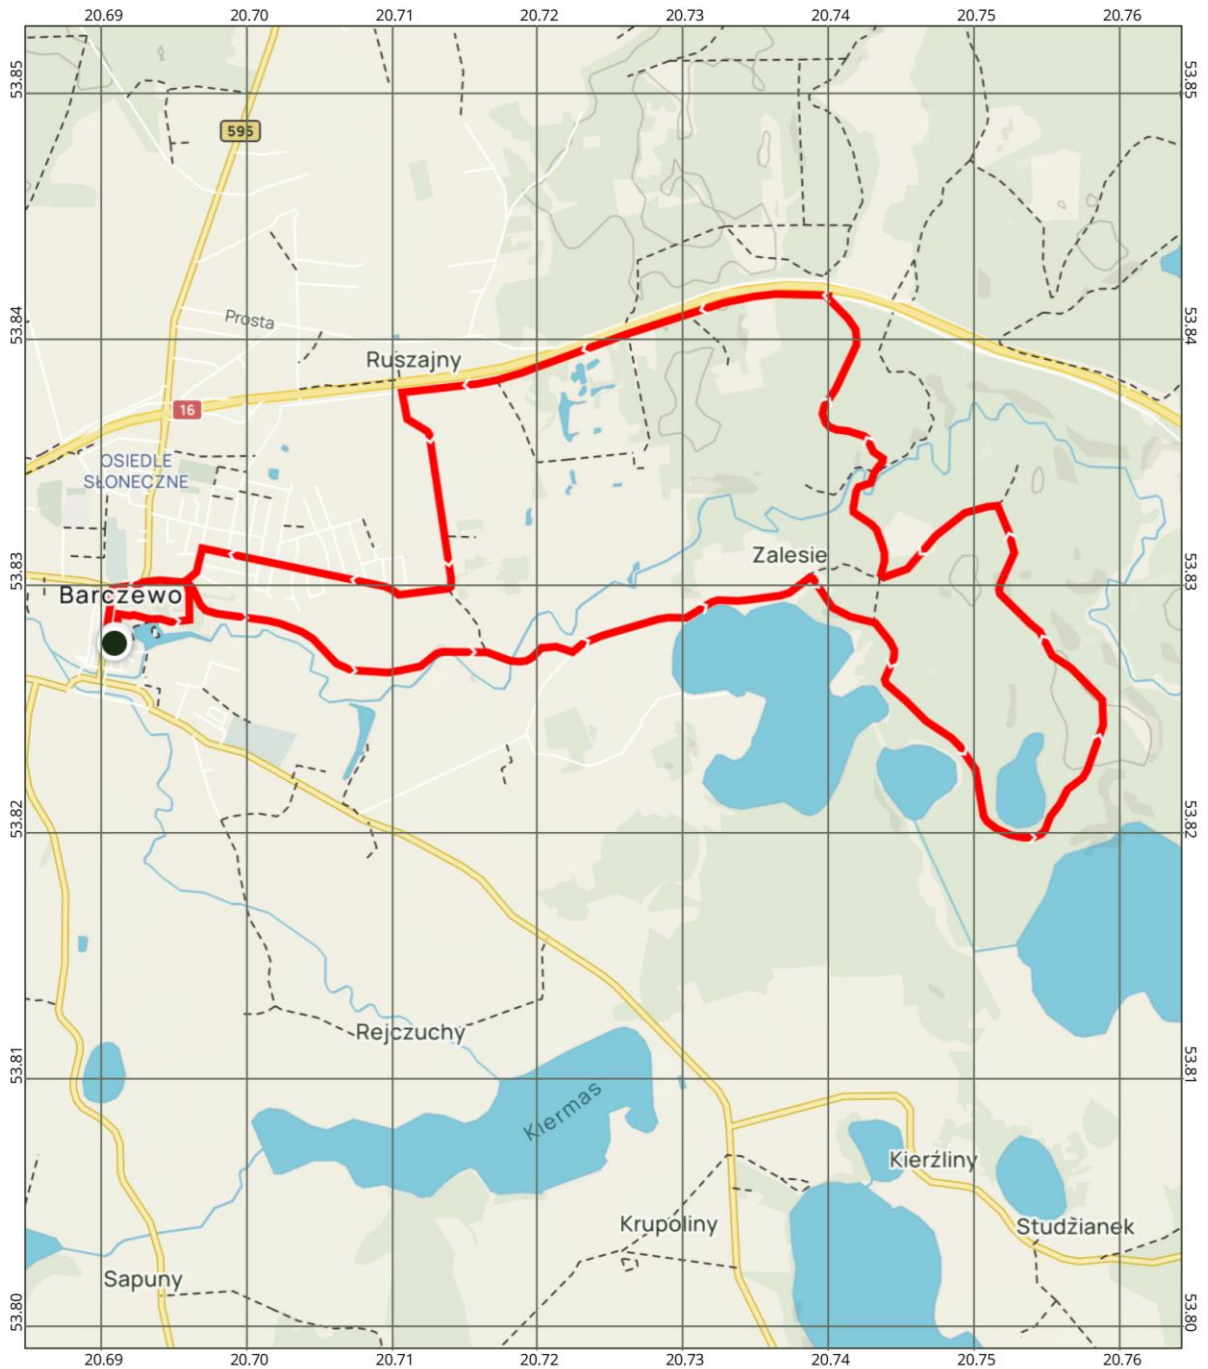 20.69 20.70 20.71 20.72 20.73 20.74 20.75 20.76
53.85 53.85
595
53.84 53.84
Prosta
Ruszajny
16
OSIEDLE
SŁONECZNE
53.83 53.83
Zalesie
Barczewo
53.82 53.82
Rejczuchy
53.81 53.81
Kiermas
Kierźliny
Krupoliny
Studzianek
Sapuny
53.80 53.80
20.69 20.70 20.71 20.72 20.73 20.74 20.75 20.76